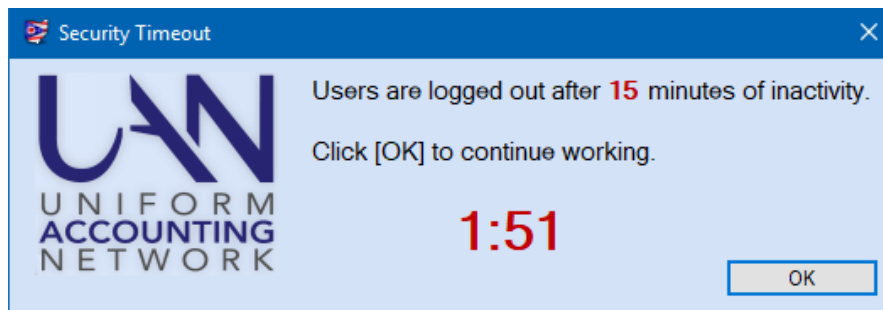 Security Timeout
UAN
UNIFORM
ACCOUNTING
NETWORK
Users are logged out after 15 minutes of inactivity.
Click [OK] to continue working.
1:51
OK